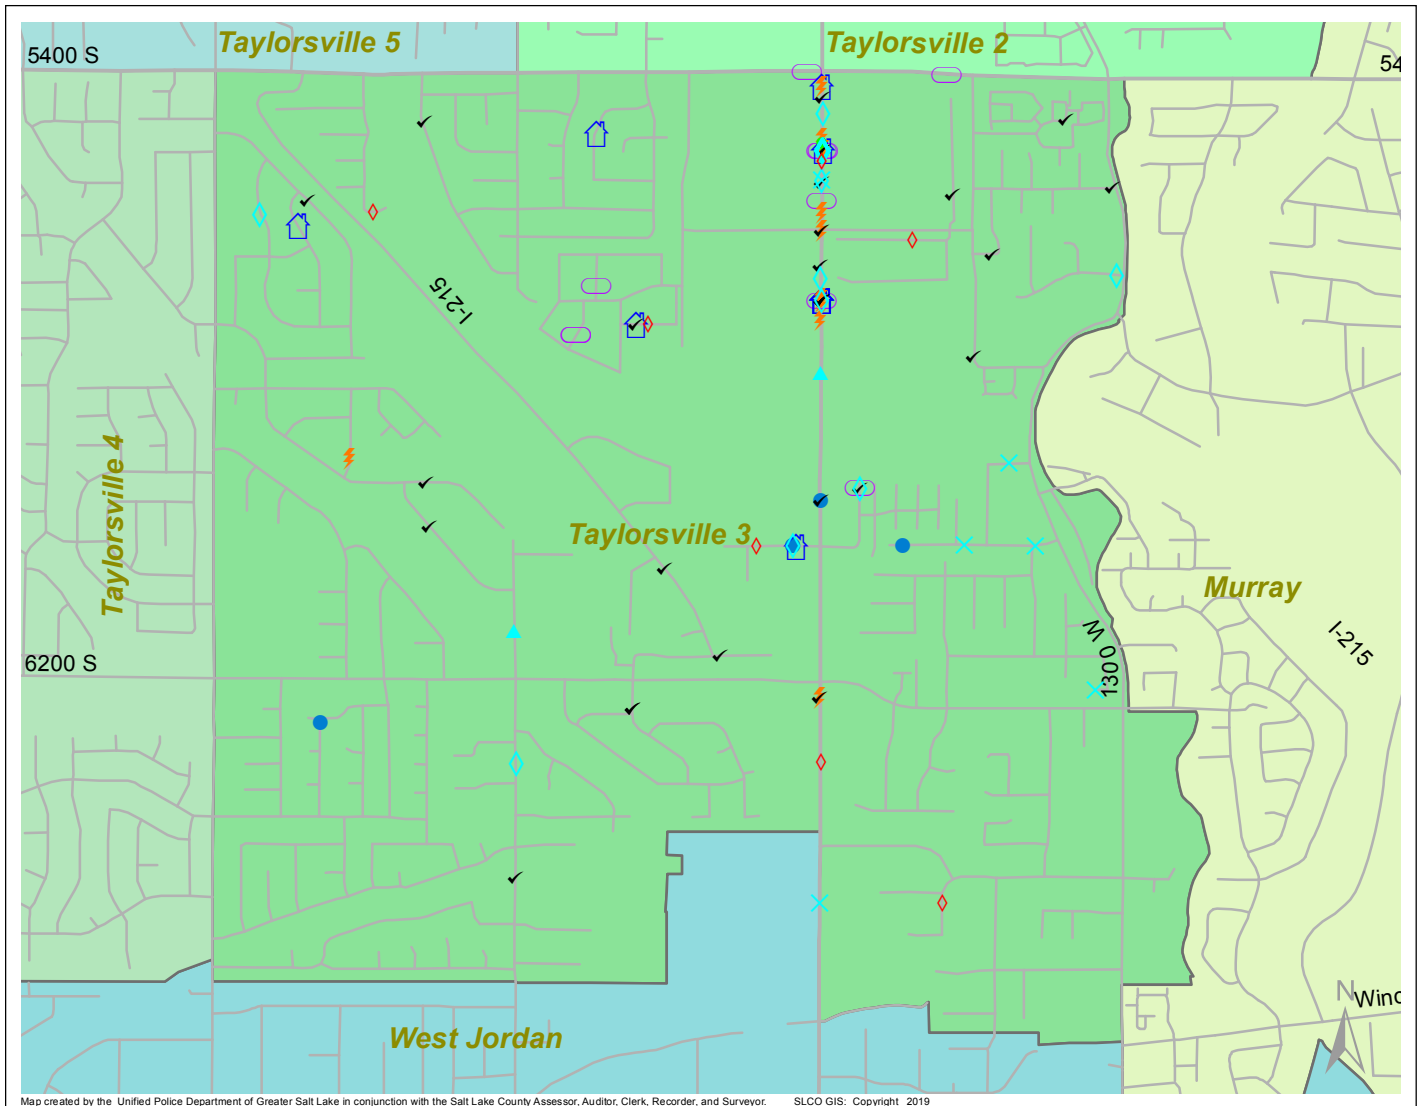 Taylorsville 5
Taylorsville 2
5400 S
54
I-215
Taylorsville 4
Taylorsville 3
Murray
I-215
1300 W
6200 S
N
Winc
West Jordan
Map created by the Unified Police Department of Greater Salt Lake in conjunction with the Salt Lake County Assessor, Auditor, Clerk, Recorder, and Surveyor. SLCO GIS: Copyright 2019